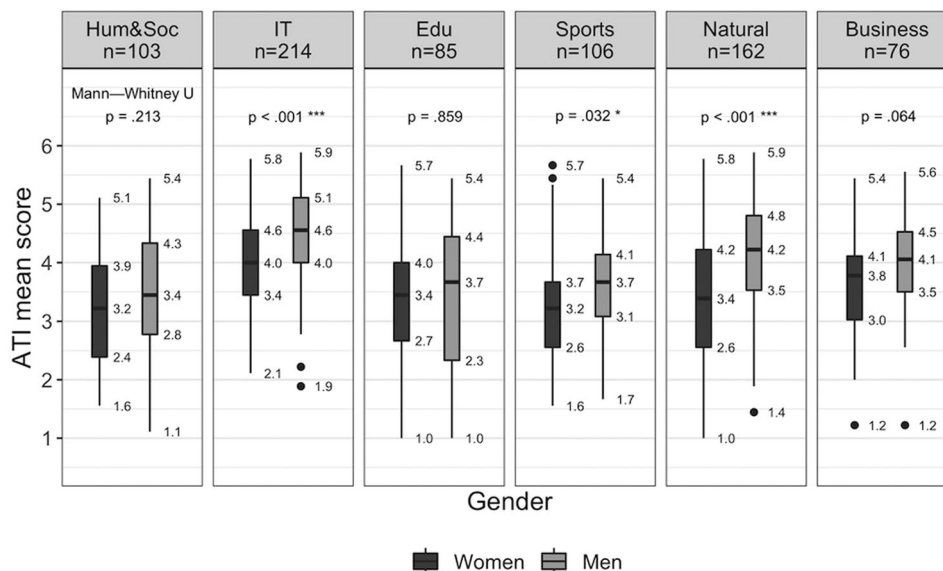 Hum&Soc
n=103
IT
n=214
Edu
n=85
Sports
n=106
Natural
n=162
Business
n=76
Mann—Whitney U
p = .213
p < .001 ***
p = .859
p = .032 *
p < .001 ***
p = .064
ATI mean score
6
5
4
3
2
1
5.1
3.9
3.2
2.4
1.6
5.4
4.3
3.4
2.8
1.1
5.8
4.6
4.0
3.4
2.1
5.9
5.1
4.6
4.0
1.9
5.7
4.0
3.4
2.7
1.0
5.4
4.4
3.7
2.3
1.0
5.7
3.7
3.2
2.6
1.6
5.4
4.1
3.7
3.1
1.7
5.8
4.2
3.4
2.6
1.0
5.9
4.8
4.2
3.5
1.4
5.4
4.1
3.8
3.0
1.2
5.6
4.5
4.1
3.5
1.2
Gender
Women
Men